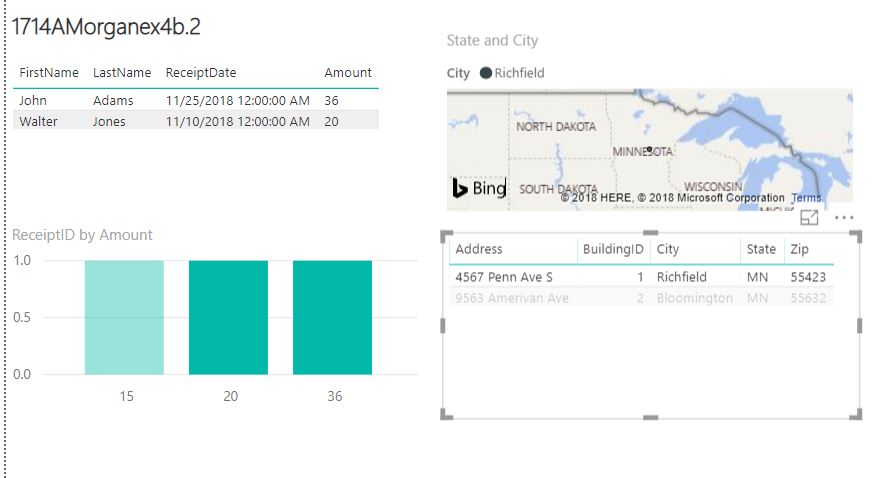 1714AMorganex4b.2
FirstName LastName ReceiptDate Amount
John Adams 11/25/2018 12:00:00 AM 36
Walter Jones 11/10/2018 12:00:00 AM 20
State and City
City Richfield
NORTH DAKOTA
MINNESOTA
SOUTH DAKOTA
WISCONSIN
Bing
© 2018 HERE, © 2018 Microsoft Corporation Terms
ReceiptID by Amount
1.0
0.5
0.0
15 20 36
Address BuildingID City State Zip
4567 Penn Ave S 1 Richfield MN 55423
9563 Amerivan Ave 2 Bloomington MN 55632